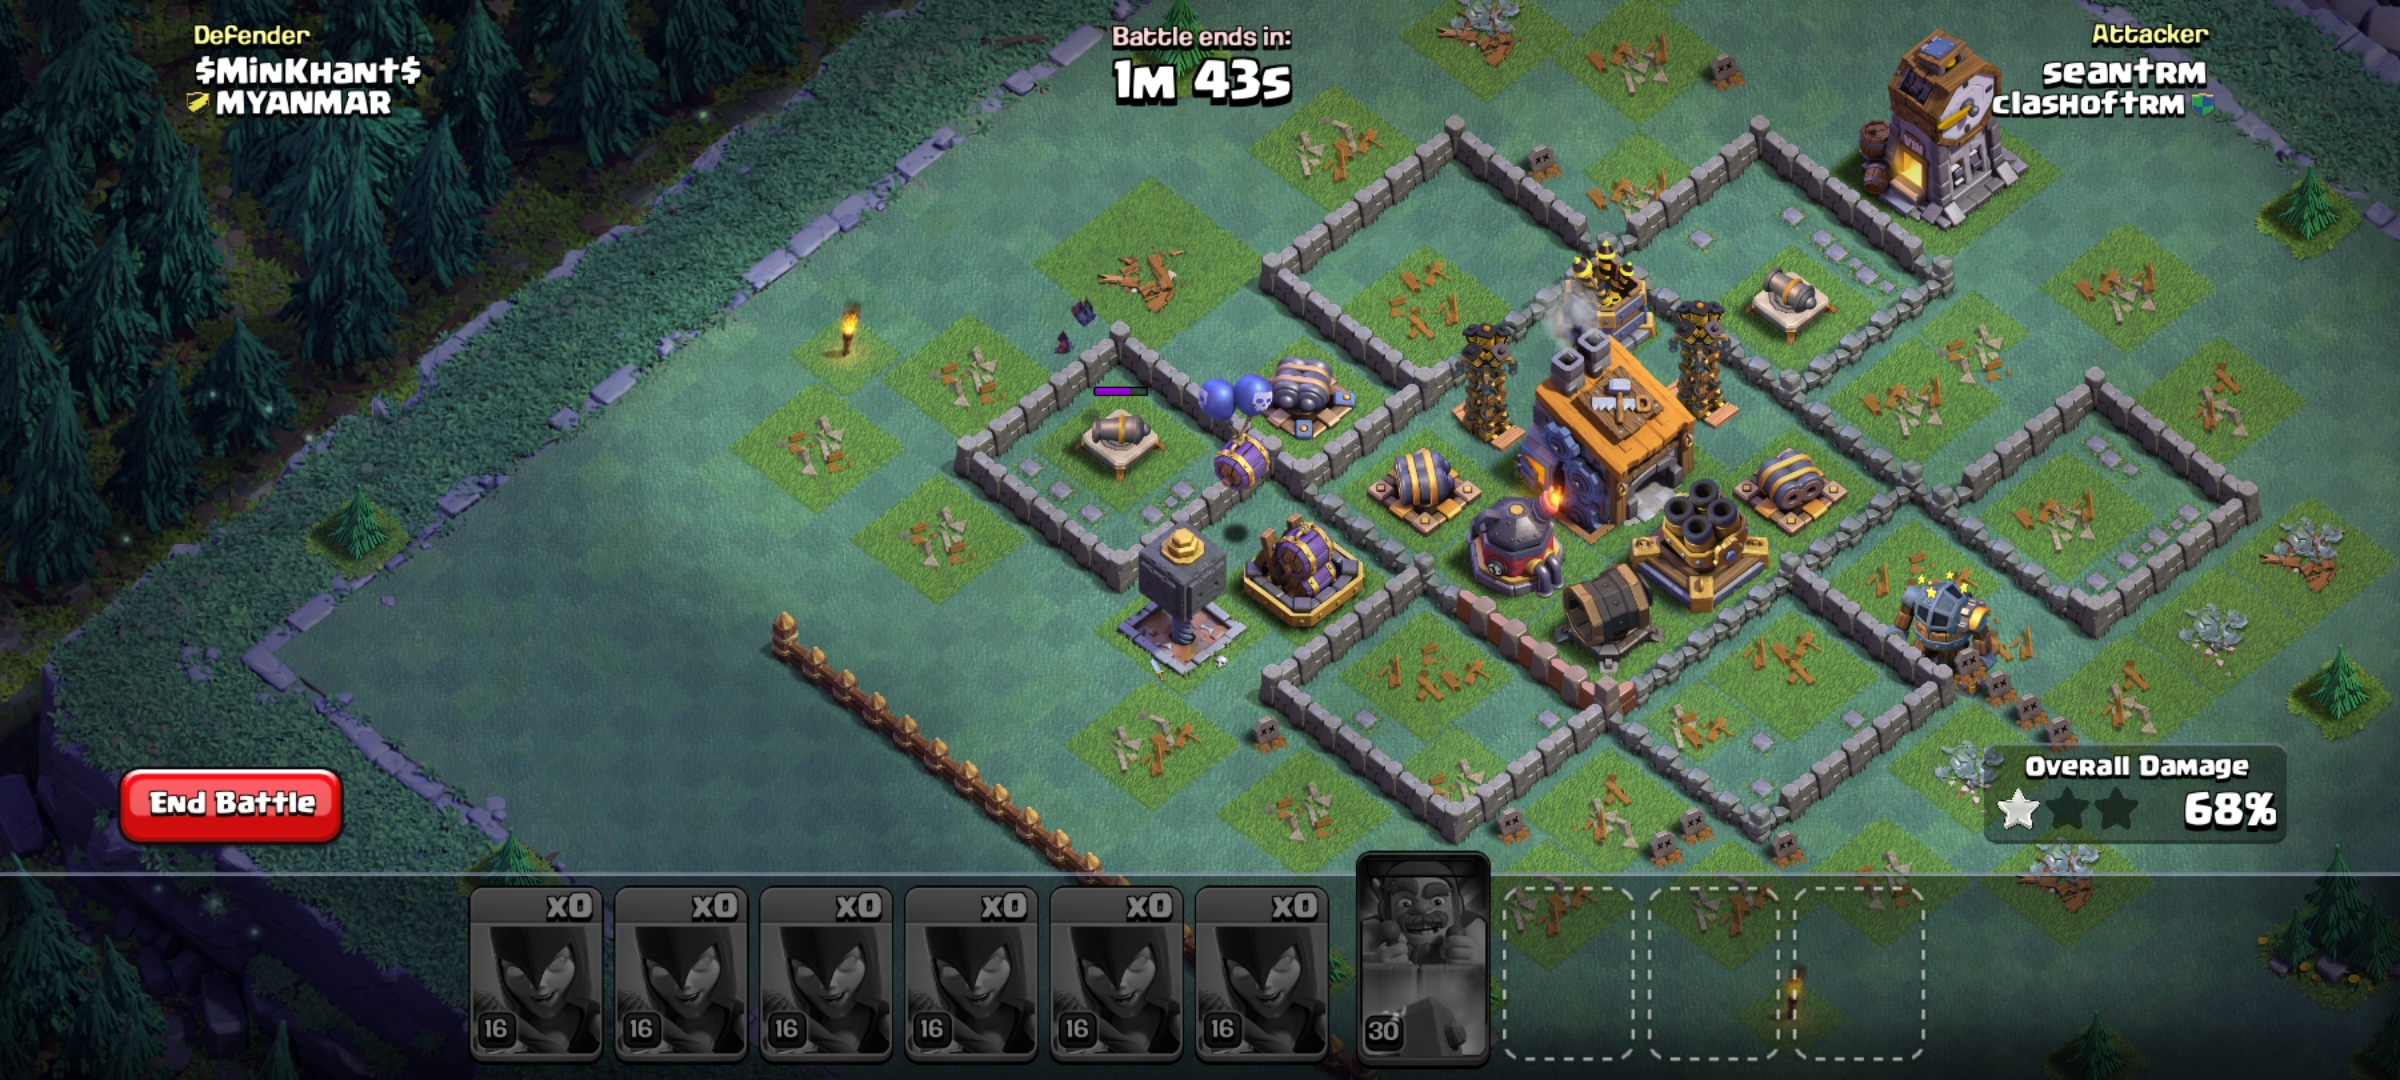 Defender
$MinKhant$
MYANMAR
Battle ends in:
1M 43s
Attacker
seantRM
clashoftRM
End Battle
Overall Damage
68%
x0
x0
x0
x0
x0
x0
16
16
16
16
16
16
30